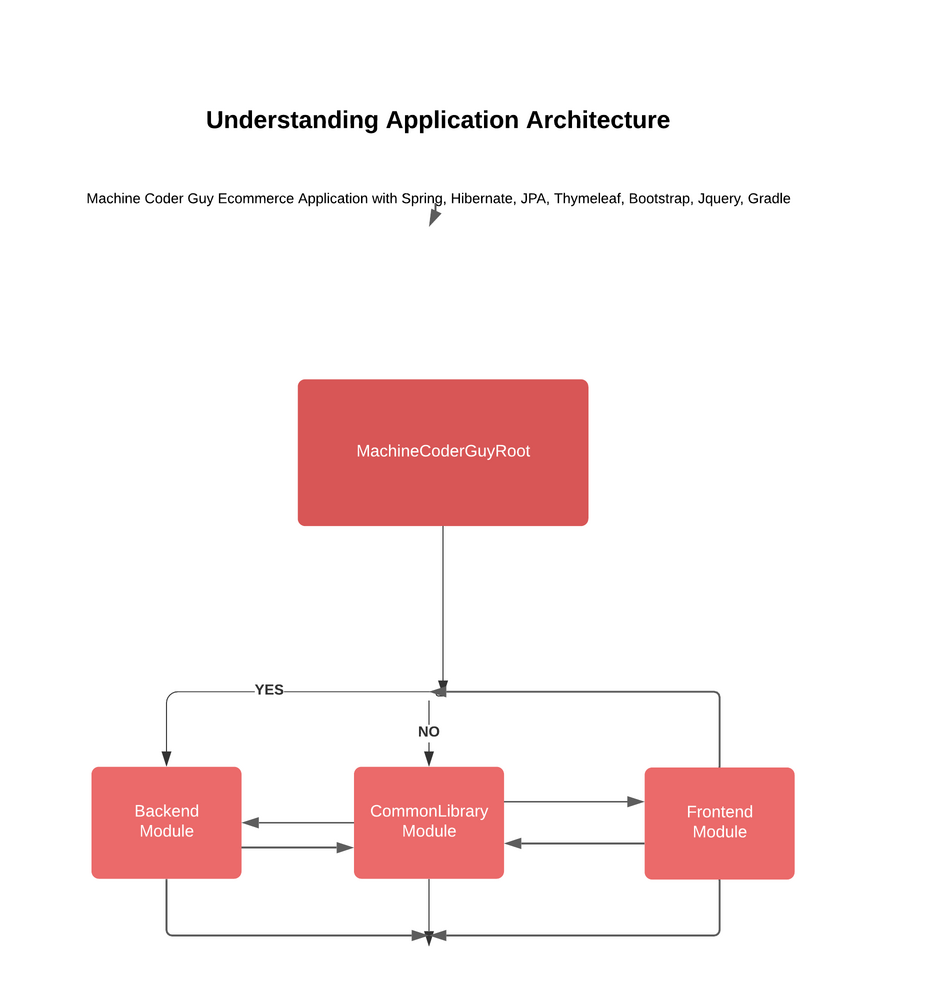 Understanding Application Architecture
Machine Coder Guy Ecommerce Application with Spring, Hibernate, JPA, Thymeleaf, Bootstrap, Jquery, Gradle
MachineCoderGuyRoot
YES
NO
Backend
Module
CommonLibrary
Module
Frontend
Module